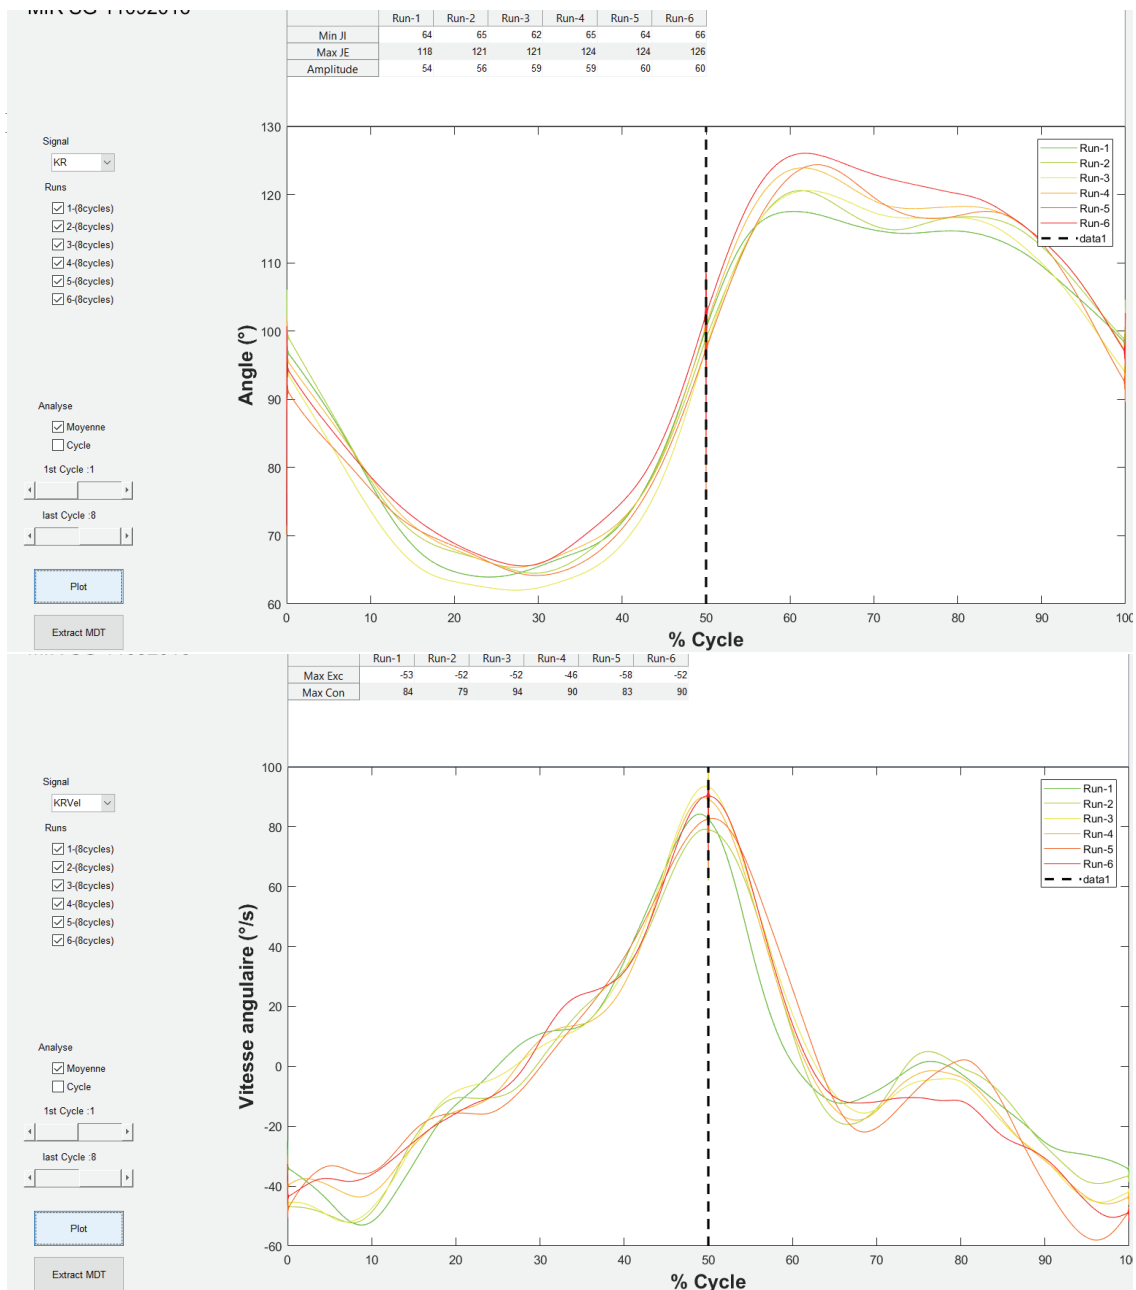 Run-1 Run-2 Run-3 Run-4 Run-5 Run-6
Min JI 64 65 62 65 64 66
Max JE 118 121 121 124 124 126
Amplitude 54 56 59 59 60 60
Signal
KR
Runs
1-(8cycles)
2-(8cycles)
3-(8cycles)
4-(8cycles)
5-(8cycles)
6-(8cycles)
Analyse
Moyenne
Cycle
1st Cycle :1
last Cycle :8
Plot
Extract MDT
Angle (°)
130
120
110
100
90
80
70
60
0 10 20 30 40 50 60 70 80 90 100
% Cycle
Run-1
Run-2
Run-3
Run-4
Run-5
Run-6
data1
Run-1 Run-2 Run-3 Run-4 Run-5 Run-6
Max Exc -53 -52 -52 -46 -58 -52
Max Con 84 79 94 90 83 90
Signal
KRVel
Runs
1-(8cycles)
2-(8cycles)
3-(8cycles)
4-(8cycles)
5-(8cycles)
6-(8cycles)
Analyse
Moyenne
Cycle
1st Cycle :1
last Cycle :8
Plot
Extract MDT
Vitesse angulaire (°/s)
100
80
60
40
20
0
-20
-40
-60
0 10 20 30 40 50 60 70 80 90 100
% Cycle
Run-1
Run-2
Run-3
Run-4
Run-5
Run-6
data1